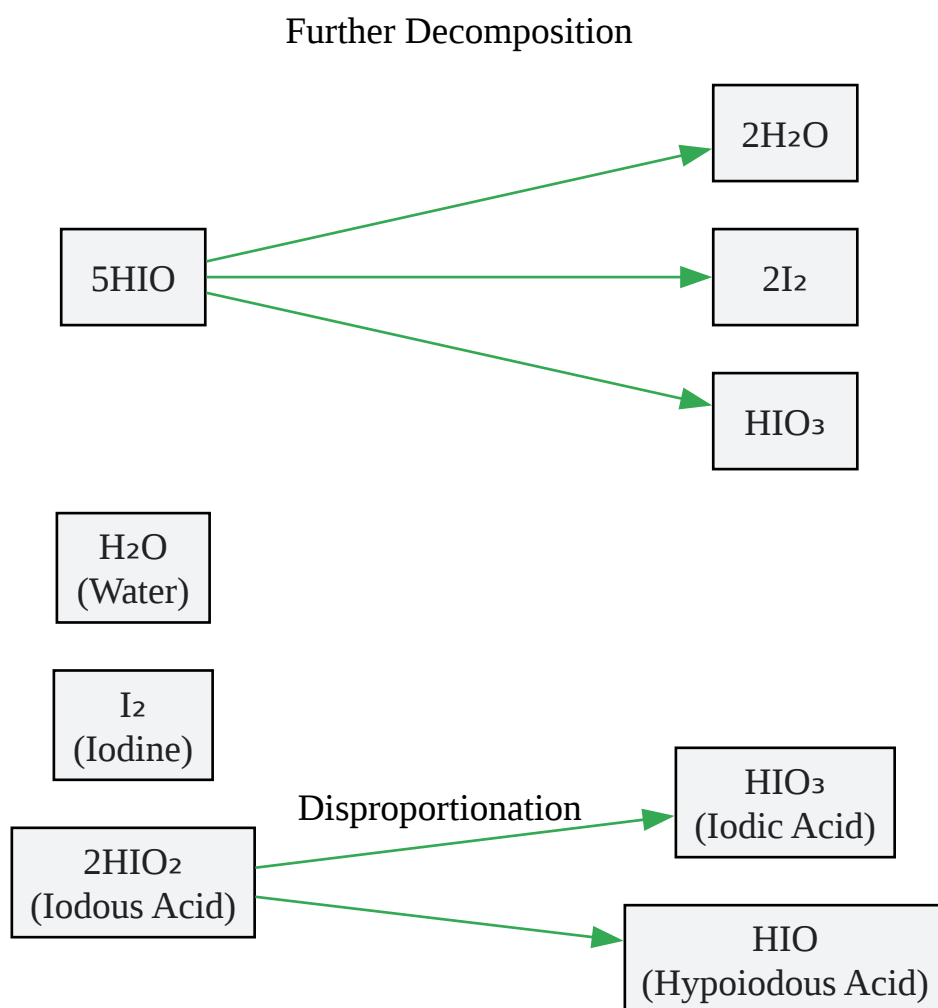 Further Decomposition
2H₂O
5HIO
2I₂
HIO₃
H₂O
(Water)
I₂
(Iodine)
HIO₃
(Iodic Acid)
Disproportionation
2HIO₂
(Iodous Acid)
HIO
(Hypoiodous Acid)